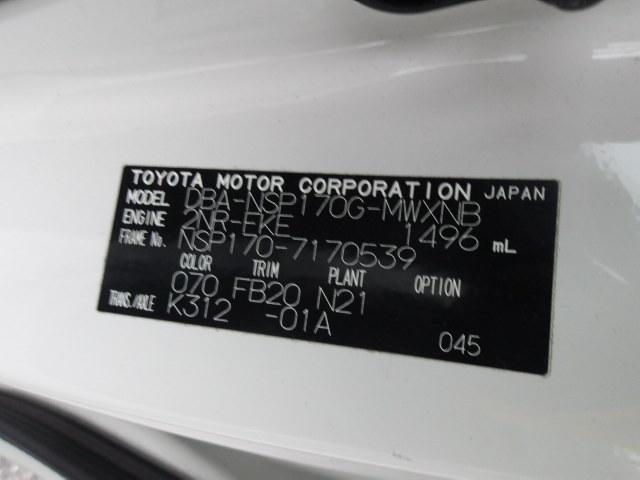 TOYOTA MOTOR CORPORATION JAPAN
MODEL DBA-NSP170G-MWXNB
ENGINE 2NR-FKE 1496 mL
FRAME No. NSP170-7170539
COLOR TRIM PLANT OPTION
070 FB20 N21
TRANS./AXLE K312 -01A
045